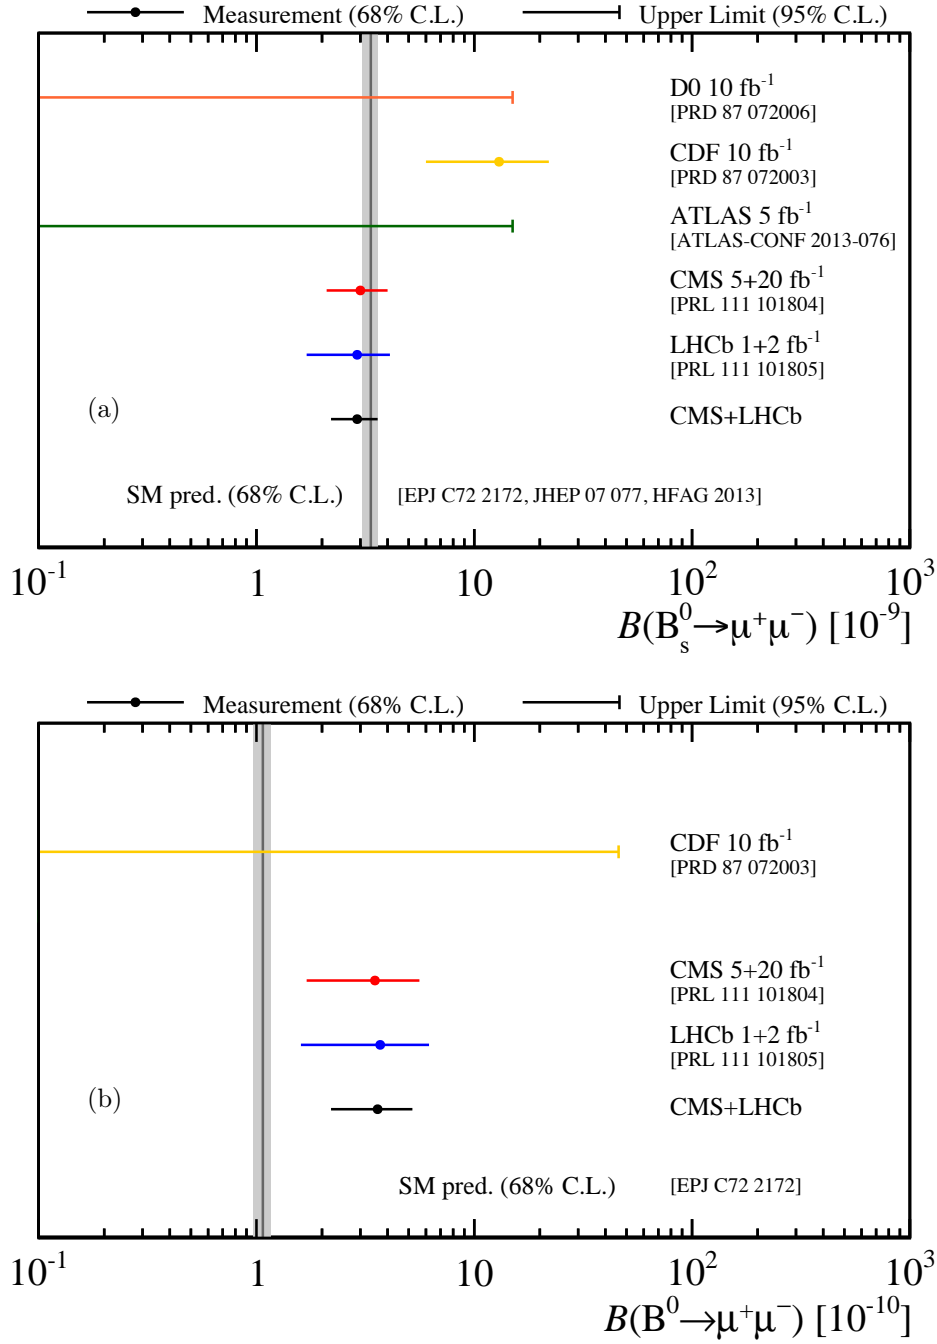 Measurement (68% C.L.) Upper Limit (95% C.L.)
D0 10 fb⁻¹
[PRD 87 072006]
CDF 10 fb⁻¹
[PRD 87 072003]
ATLAS 5 fb⁻¹
[ATLAS-CONF 2013-076]
CMS 5+20 fb⁻¹
[PRL 111 101804]
LHCb 1+2 fb⁻¹
[PRL 111 101805]
(a) CMS+LHCb
SM pred. (68% C.L.) [EPJ C72 2172, JHEP 07 077, HFAG 2013]
10⁻¹ 1 10 10² 10³
B(B⁰ₛ→μ⁺μ⁻) [10⁻⁹]
Measurement (68% C.L.) Upper Limit (95% C.L.)
CDF 10 fb⁻¹
[PRD 87 072003]
CMS 5+20 fb⁻¹
[PRL 111 101804]
LHCb 1+2 fb⁻¹
[PRL 111 101805]
(b) CMS+LHCb
SM pred. (68% C.L.) [EPJ C72 2172]
10⁻¹ 1 10 10² 10³
B(B⁰→μ⁺μ⁻) [10⁻¹⁰]